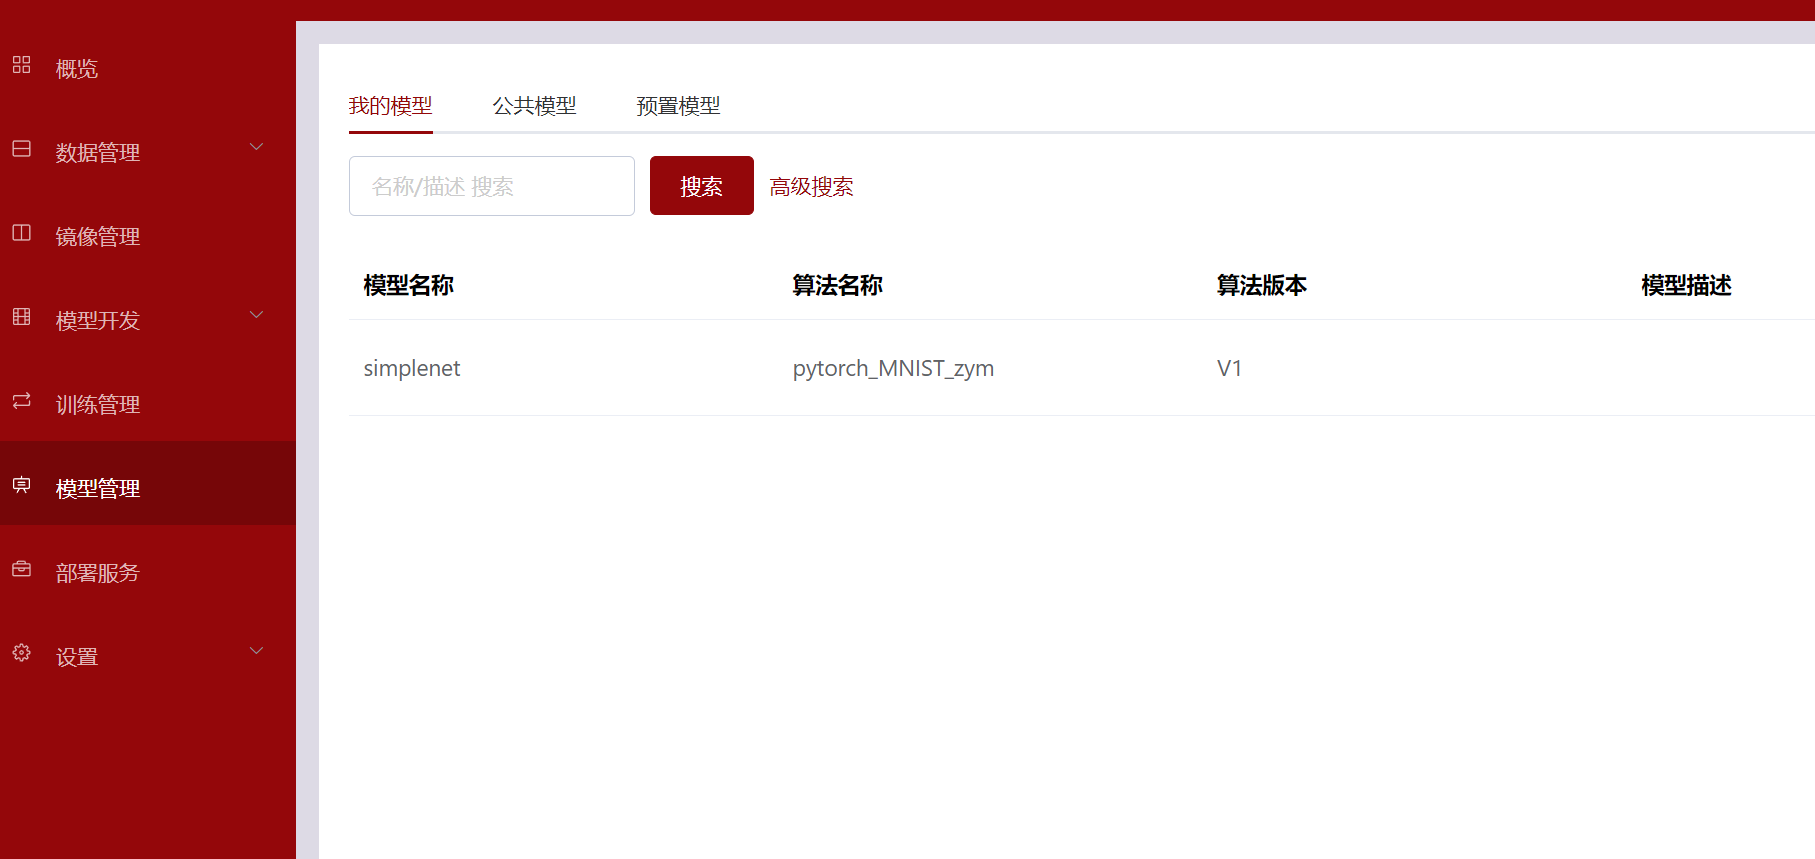 概览
数据管理
镜像管理
模型开发
训练管理
模型管理
部署服务
设置
我的模型 公共模型 预置模型
名称/描述 搜索 搜索 高级搜索
模型名称 算法名称 算法版本 模型描述
simplenet pytorch_MNIST_zym V1